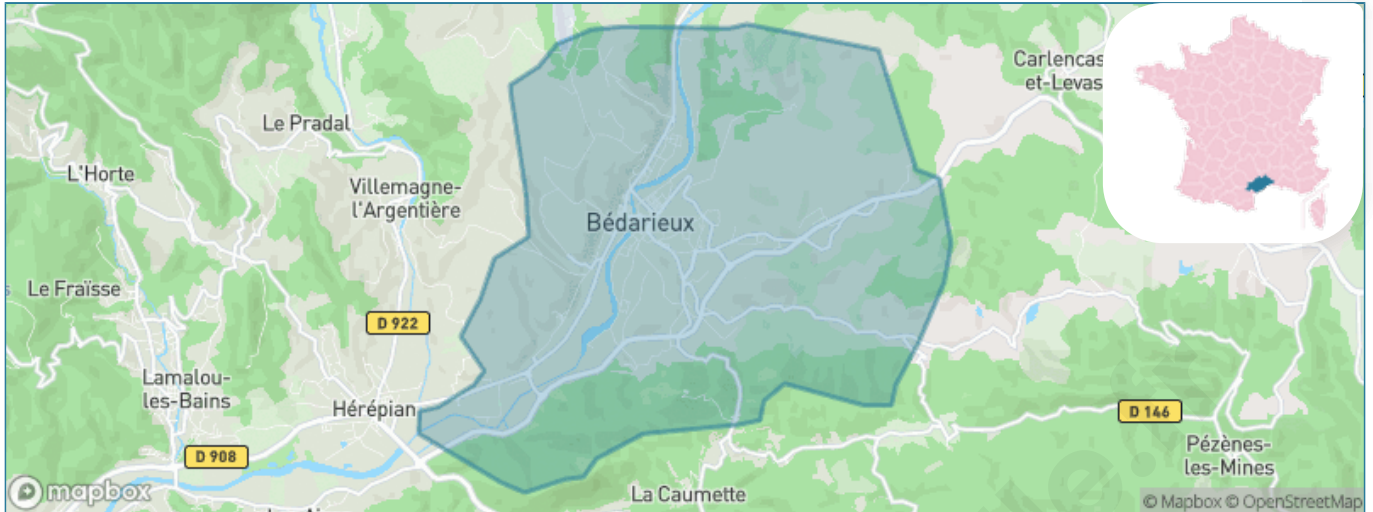 Carlencas
et-Levas
Le Pradal
L'Horte
Villemagne-
l'Argentière
Bédarieux
Le Fraïsse
D 922
Lamalou-
les-Bains
Hérépian
D 146
Pézènes-
les-Mines
D 908
La Caumette
mapbox
© Mapbox © OpenStreetMap